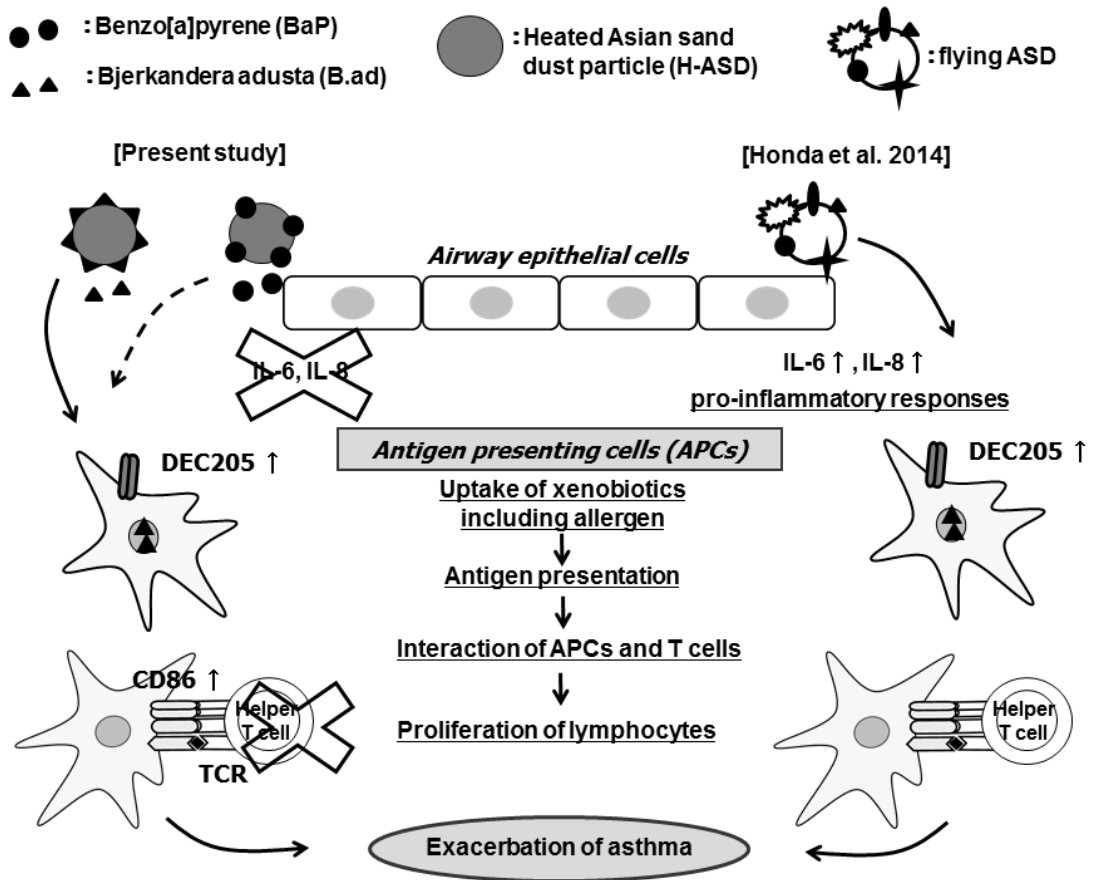 : Benzo[a]pyrene (BaP)
: Bjerkandera adusta (B.ad)
: Heated Asian sand
dust particle (H-ASD)
: flying ASD
[Present study]
[Honda et al. 2014]
Airway epithelial cells
IL-6, IL-8
IL-6 ↑ , IL-8 ↑
pro-inflammatory responses
Antigen presenting cells (APCs)
DEC205 ↑
DEC205 ↑
Uptake of xenobiotics
including allergen
Antigen presentation
Interaction of APCs and T cells
Proliferation of lymphocytes
CD86 ↑
Helper
T cell
TCR
Helper
T cell
Exacerbation of asthma